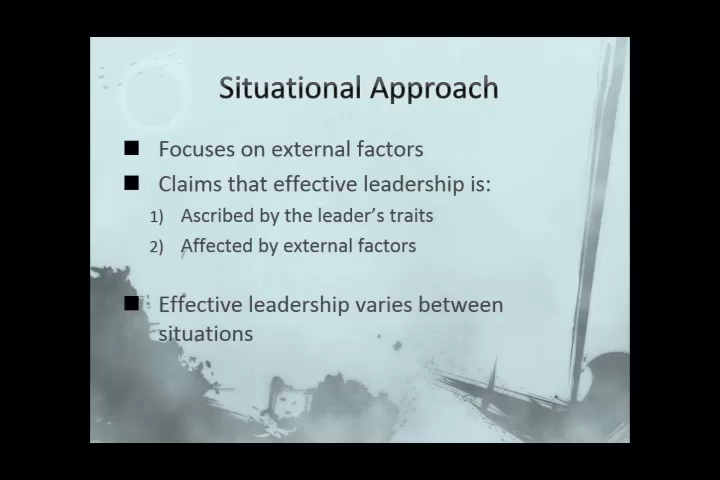 Situational Approach
■ Focuses on external factors
■ Claims that effective leadership is:
1) Ascribed by the leader's traits
2) Affected by external factors
■ Effective leadership varies between
situations